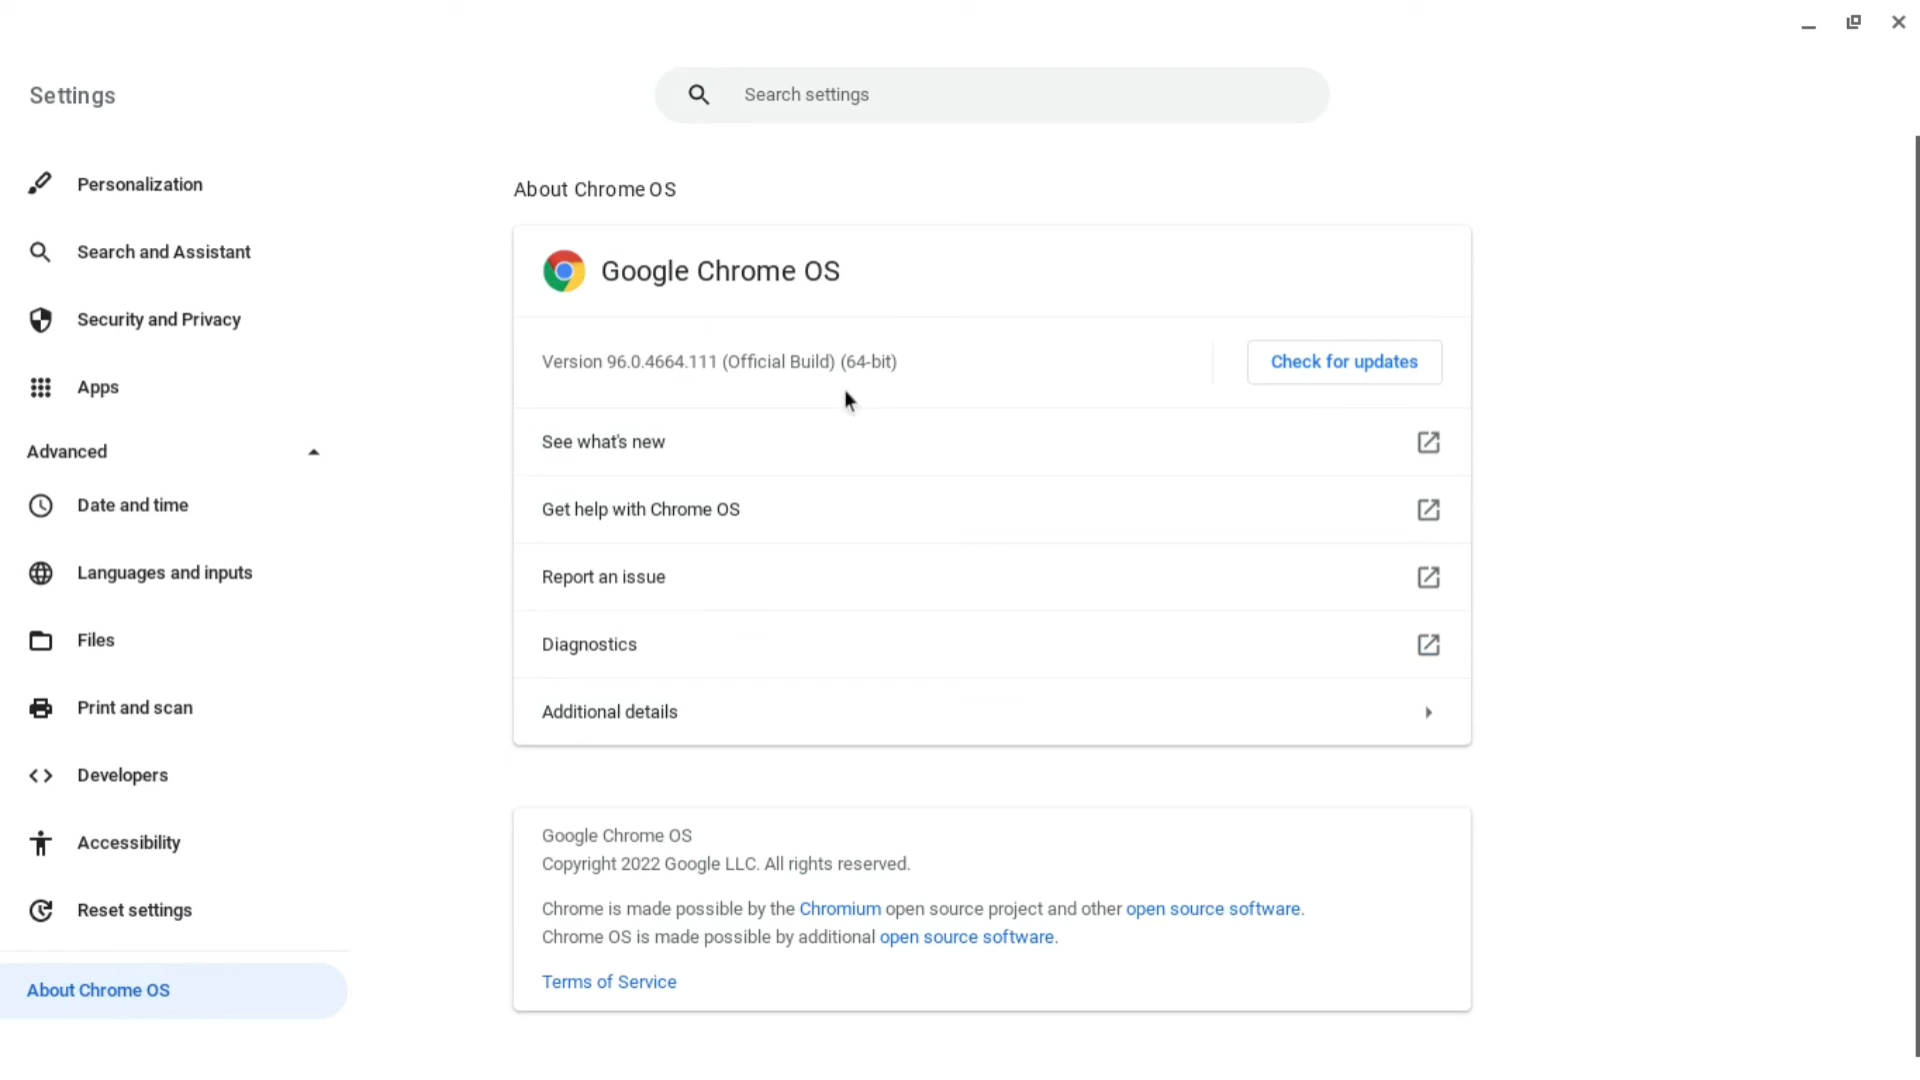 Settings
Search settings
Personalization
Search and Assistant
Security and Privacy
Apps
Advanced
Date and time
Languages and inputs
Files
Print and scan
Developers
Accessibility
Reset settings
About Chrome OS
About Chrome OS
Google Chrome OS
Version 96.0.4664.111 (Official Build) (64-bit)
Check for updates
See what's new
Get help with Chrome OS
Report an issue
Diagnostics
Additional details
Google Chrome OS
Copyright 2022 Google LLC. All rights reserved.
Chrome is made possible by the Chromium open source project and other open source software.
Chrome OS is made possible by additional open source software.
Terms of Service